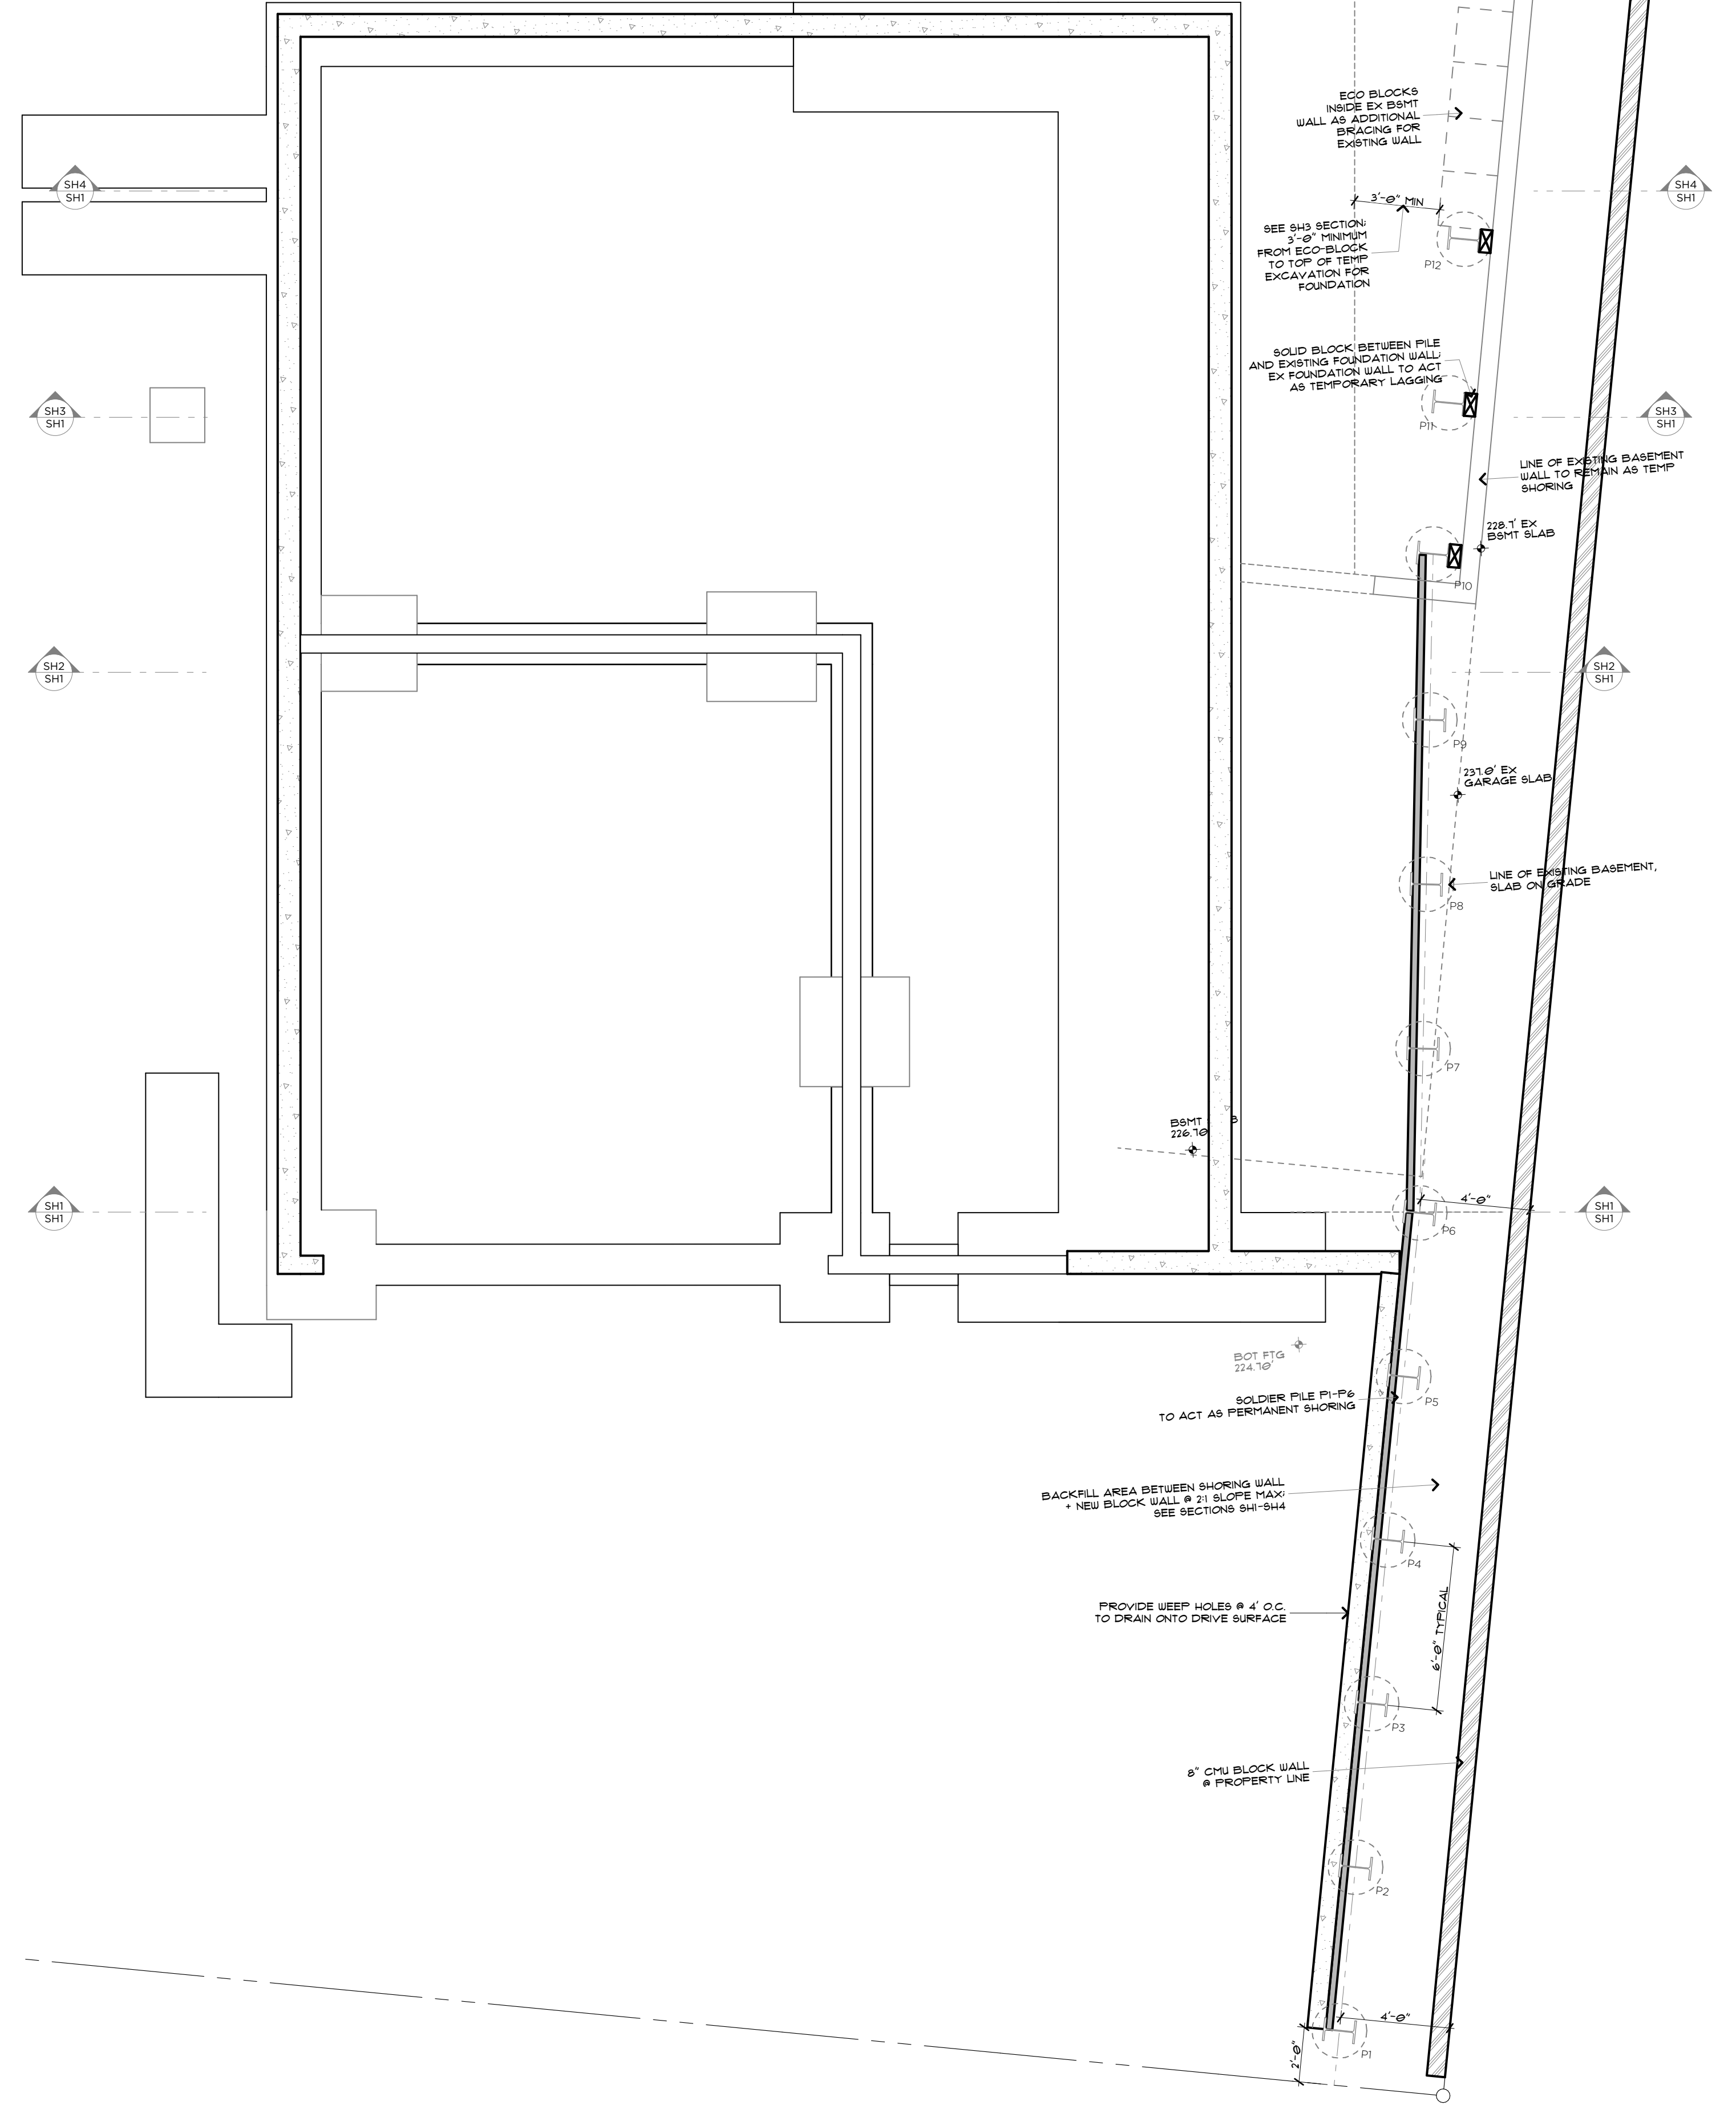 ECO BLOCKS
INSIDE EX BSMT
WALL AS ADDITIONAL
BRACING FOR
EXISTING WALL
SH4
SH1
SH4
SH1
3'-0" MIN
SEE SH3 SECTION:
3'-0" MINIMUM
FROM ECO-BLOCK
TO TOP OF TEMP
EXCAVATION FOR
FOUNDATION
P12
SOLID BLOCK BETWEEN PILE
AND EXISTING FOUNDATION WALL;
EX FOUNDATION WALL TO ACT
AS TEMPORARY LAGGING
SH3
SH1
SH3
SH1
P11
LINE OF EXISTING BASEMENT
WALL TO REMAIN AS TEMP
SHORING
228.7' EX
BSMT SLAB
P10
SH2
SH1
SH2
SH1
P9
237.0' EX
GARAGE SLAB
LINE OF EXISTING BASEMENT,
SLAB ON GRADE
P8
P7
BSMT
226.70
4'-0"
SH1
SH1
SH1
SH1
P6
BOT FTG
224.70'
SOLDIER PILE P1-P6
TO ACT AS PERMANENT SHORING
P5
BACKFILL AREA BETWEEN SHORING WALL
+ NEW BLOCK WALL @ 2:1 SLOPE MAX;
SEE SECTIONS SH1-SH4
P4
PROVIDE WEEP HOLES @ 4' O.C.
TO DRAIN ONTO DRIVE SURFACE
6'-0" TYPICAL
P3
8" CMU BLOCK WALL
@ PROPERTY LINE
P2
4'-0"
2'-0"
P1